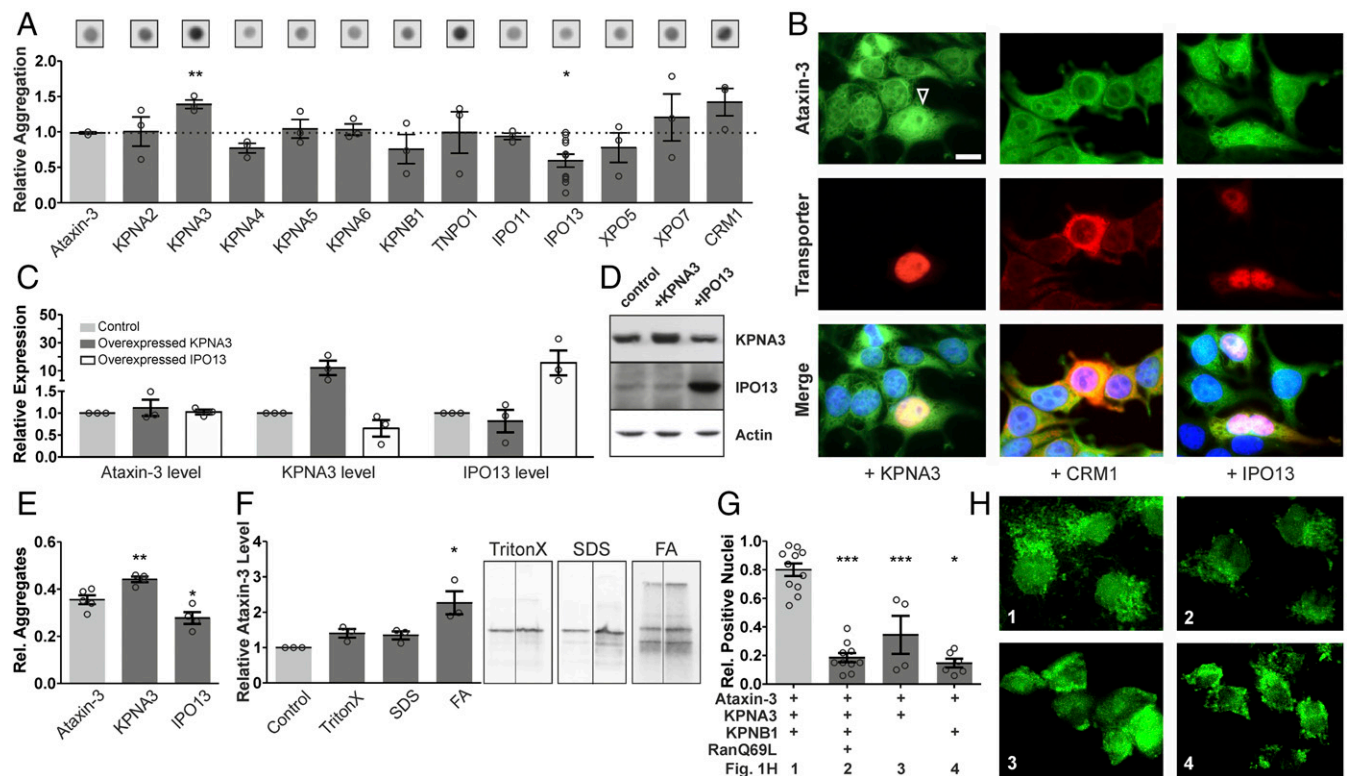 A
Relative Aggregation
2.0
1.5
1.0
0.5
0.0
** *
Ataxin-3 KPNA2 KPNA3 KPNA4 KPNA5 KPNA6 KPNB1 TNPO1 IPO11 IPO13 XPO5 XPO7 CRM1
B
Ataxin-3
Transporter
Merge
+ KPNA3 + CRM1 + IPO13
C
Relative Expression
50
30
10
1.5
1.0
0.5
0.0
Control
Overexpressed KPNA3
Overexpressed IPO13
Ataxin-3 level KPNA3 level IPO13 level
D
control +KPNA3 +IPO13
KPNA3
IPO13
Actin
E
Rel. Aggregates
0.6
0.4
0.2
0.0
** *
Ataxin-3 KPNA3 IPO13
F
Relative Ataxin-3 Level
4
2
1
0
*
Control TritonX SDS FA
TritonX SDS FA
G
Rel. Positive Nuclei
1.0
0.8
0.6
0.4
0.2
0.0
*** *** *
Ataxin-3 + + + +
KPNA3 + + +
KPNB1 + + +
RanQ69L +
Fig. 1H 1 2 3 4
H
1 2
3 4